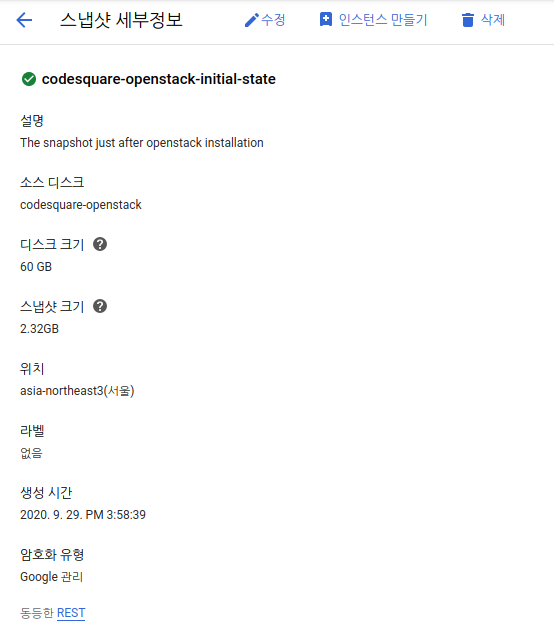 스냅샷 세부정보 수정 인스턴스 만들기 삭제
codesquare-openstack-initial-state
설명
The snapshot just after openstack installation
소스 디스크
codesquare-openstack
디스크 크기 ?
60 GB
스냅샷 크기 ?
2.32GB
위치
asia-northeast3(서울)
라벨
없음
생성 시간
2020. 9. 29. PM 3:58:39
암호화 유형
Google 관리
동등한 REST